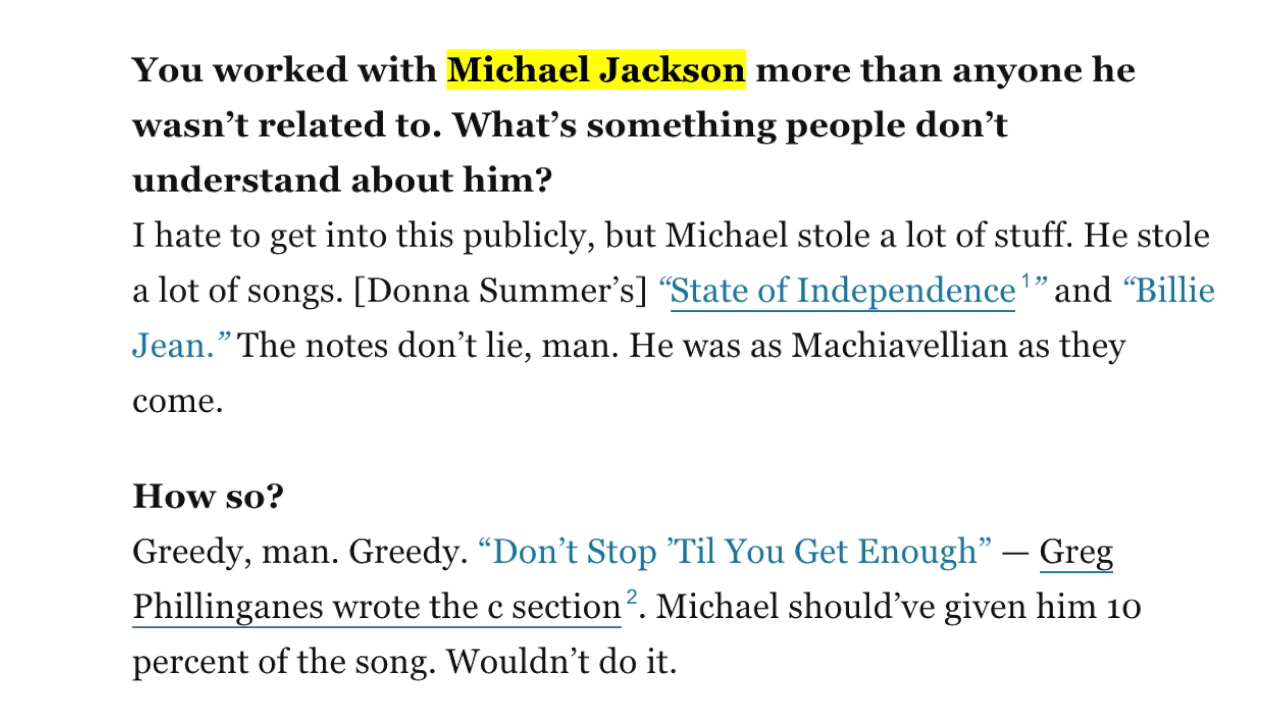 You worked with Michael Jackson more than anyone he
wasn’t related to. What’s something people don’t
understand about him?
I hate to get into this publicly, but Michael stole a lot of stuff. He stole
a lot of songs. [Donna Summer’s] “State of Independence¹” and “Billie
Jean.” The notes don’t lie, man. He was as Machiavellian as they
come.
How so?
Greedy, man. Greedy. “Don’t Stop ’Til You Get Enough” — Greg
Phillinganes wrote the c section². Michael should’ve given him 10
percent of the song. Wouldn’t do it.